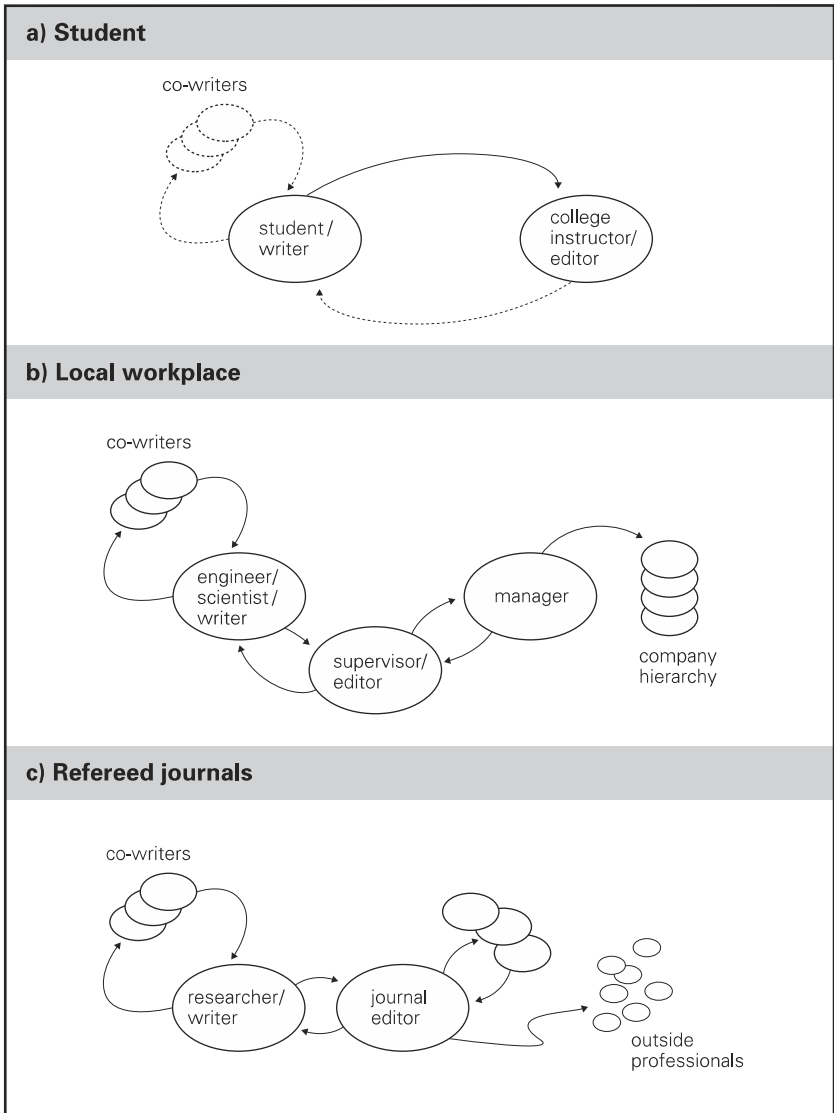 a) Student
co-writers
student/
writer
college
instructor/
editor
b) Local workplace
co-writers
engineer/
scientist/
writer
supervisor/
editor
manager
company
hierarchy
c) Refereed journals
co-writers
researcher/
writer
journal
editor
outside
professionals